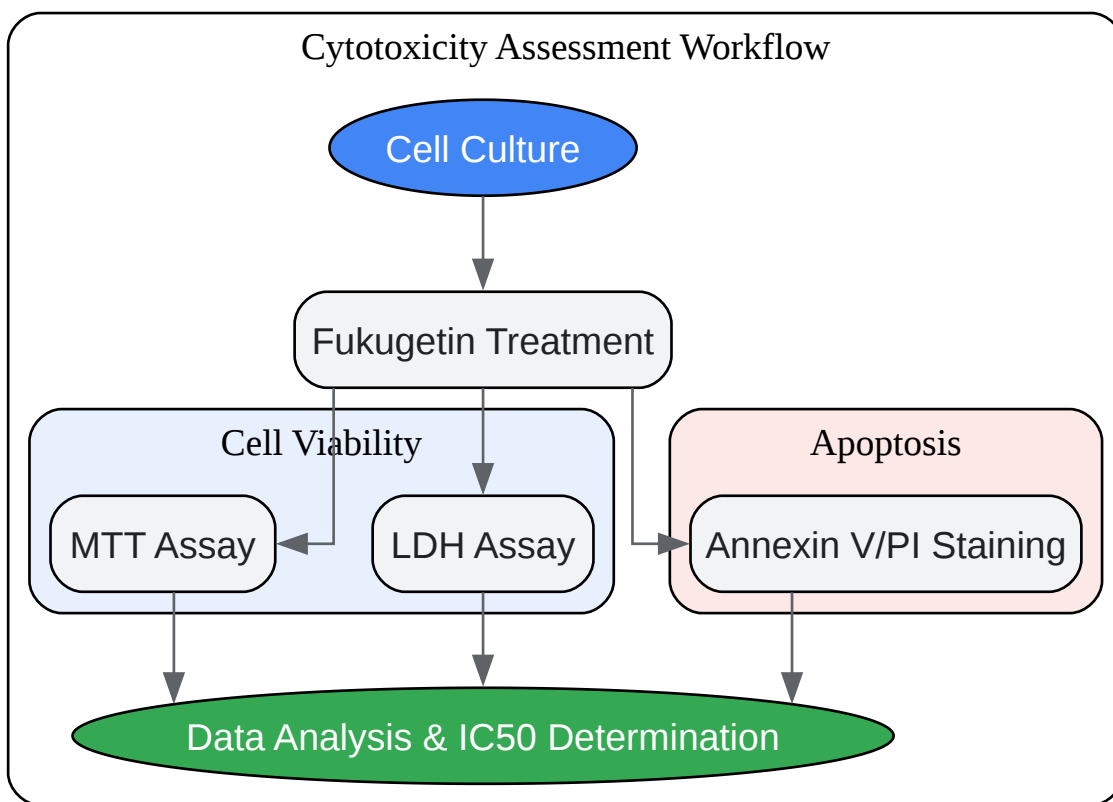 Cytotoxicity Assessment Workflow
Cell Culture
Fukugetin Treatment
Cell Viability
Apoptosis
MTT Assay
LDH Assay
Annexin V/PI Staining
Data Analysis & IC50 Determination